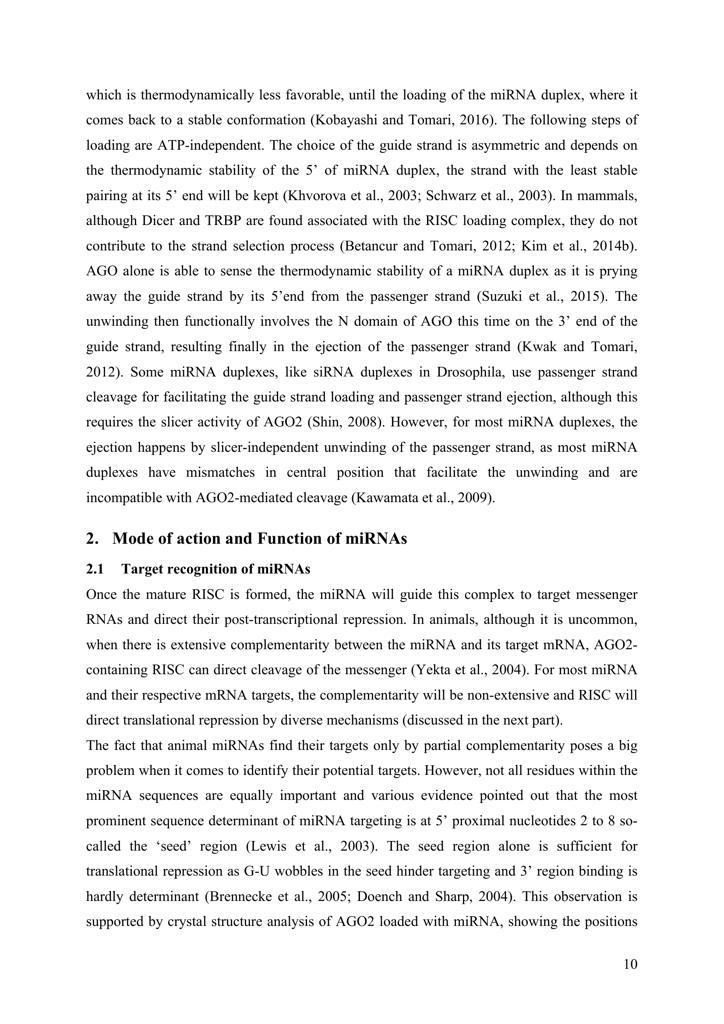 which is thermodynamically less favorable, until the loading of the miRNA duplex, where it
comes back to a stable conformation (Kobayashi and Tomari, 2016). The following steps of
loading are ATP-independent. The choice of the guide strand is asymmetric and depends on
the thermodynamic stability of the 5’ of miRNA duplex, the strand with the least stable
pairing at its 5’ end will be kept (Khvorova et al., 2003; Schwarz et al., 2003). In mammals,
although Dicer and TRBP are found associated with the RISC loading complex, they do not
contribute to the strand selection process (Betancur and Tomari, 2012; Kim et al., 2014b).
AGO alone is able to sense the thermodynamic stability of a miRNA duplex as it is prying
away the guide strand by its 5’end from the passenger strand (Suzuki et al., 2015). The
unwinding then functionally involves the N domain of AGO this time on the 3’ end of the
guide strand, resulting finally in the ejection of the passenger strand (Kwak and Tomari,
2012). Some miRNA duplexes, like siRNA duplexes in Drosophila, use passenger strand
cleavage for facilitating the guide strand loading and passenger strand ejection, although this
requires the slicer activity of AGO2 (Shin, 2008). However, for most miRNA duplexes, the
ejection happens by slicer-independent unwinding of the passenger strand, as most miRNA
duplexes have mismatches in central position that facilitate the unwinding and are
incompatible with AGO2-mediated cleavage (Kawamata et al., 2009).
2. Mode of action and Function of miRNAs
2.1 Target recognition of miRNAs
Once the mature RISC is formed, the miRNA will guide this complex to target messenger
RNAs and direct their post-transcriptional repression. In animals, although it is uncommon,
when there is extensive complementarity between the miRNA and its target mRNA, AGO2-
containing RISC can direct cleavage of the messenger (Yekta et al., 2004). For most miRNA
and their respective mRNA targets, the complementarity will be non-extensive and RISC will
direct translational repression by diverse mechanisms (discussed in the next part).
The fact that animal miRNAs find their targets only by partial complementarity poses a big
problem when it comes to identify their potential targets. However, not all residues within the
miRNA sequences are equally important and various evidence pointed out that the most
prominent sequence determinant of miRNA targeting is at 5’ proximal nucleotides 2 to 8 so-
called the ‘seed’ region (Lewis et al., 2003). The seed region alone is sufficient for
translational repression as G-U wobbles in the seed hinder targeting and 3’ region binding is
hardly determinant (Brennecke et al., 2005; Doench and Sharp, 2004). This observation is
supported by crystal structure analysis of AGO2 loaded with miRNA, showing the positions
10